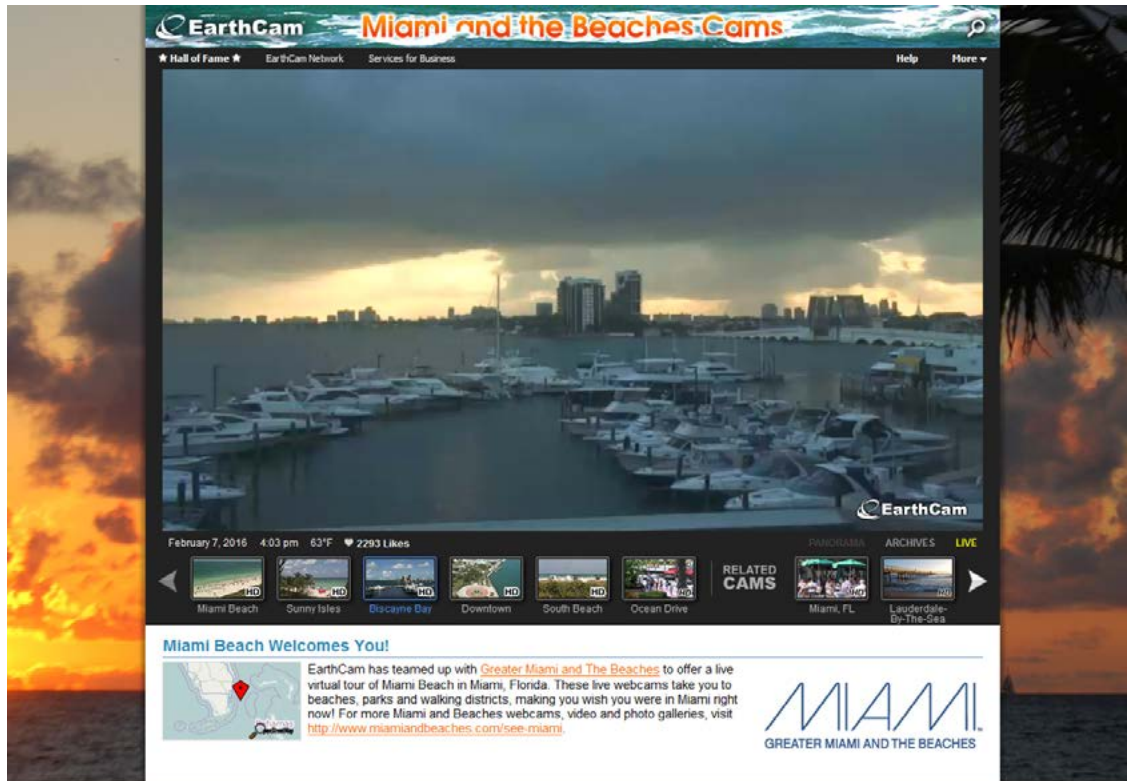 EarthCam
Miami and the Beaches Cams
★ Hall of Fame ★ EarthCam Network Services for Business Help More
EarthCam
February 7, 2016 4:03 pm 63°F 2293 Likes PANORAMA ARCHIVES LIVE
HD HD HD HD HD HD RELATED CAMS HD HD
Miami Beach Sunny Isles Biscayne Bay Downtown South Beach Ocean Drive Miami, FL Lauderdale-
By-The-Sea
Miami Beach Welcomes You!
EarthCam has teamed up with Greater Miami and The Beaches to offer a live
virtual tour of Miami Beach in Miami, Florida. These live webcams take you to
beaches, parks and walking districts, making you wish you were in Miami right
now! For more Miami and Beaches webcams, video and photo galleries, visit
http://www.miamiandbeaches.com/see-miami.
MIAMI
GREATER MIAMI AND THE BEACHES